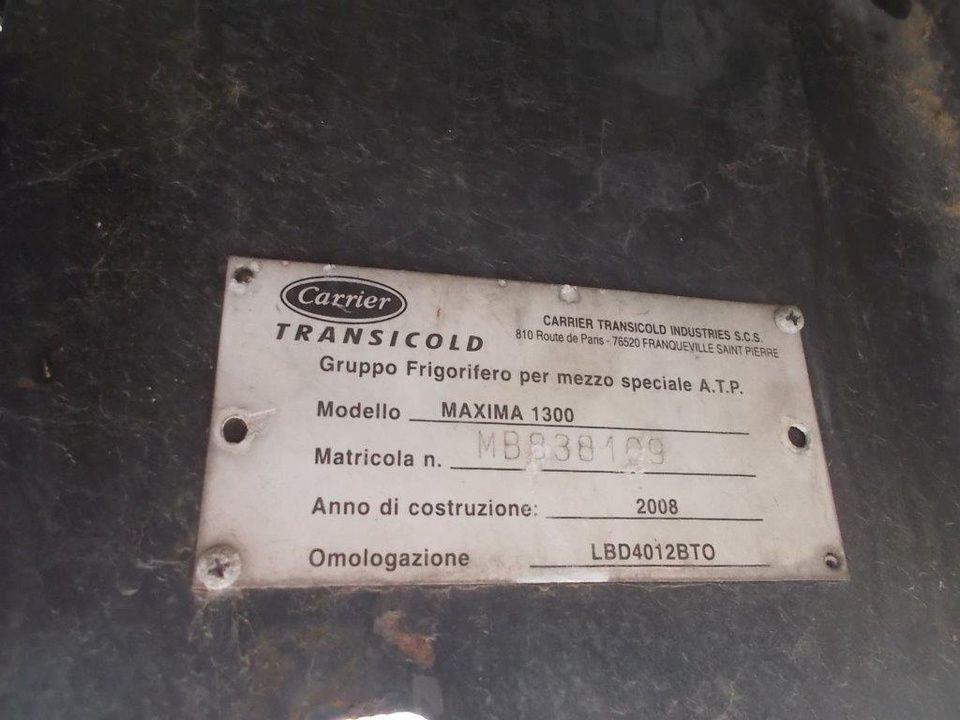 Carrier
TRANSICOLD
CARRIER TRANSICOLD INDUSTRIES S.C.S.
810 Route de Paris - 76520 FRANQUEVILLE SAINT PIERRE
Gruppo Frigorifero per mezzo speciale A.T.P.
Modello MAXIMA 1300
Matricola n. MB838109
Anno di costruzione: 2008
Omologazione LBD4012BTO